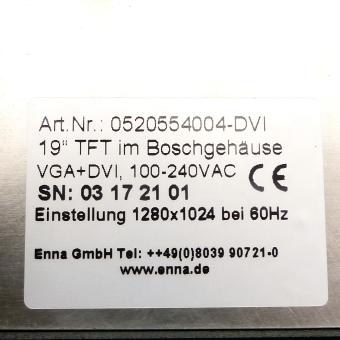 Art.Nr.: 0520554004-DVI
19“ TFT im Boschgehäuse
VGA+DVI, 100-240VAC CE
SN: 03 17 21 01
Einstellung 1280x1024 bei 60Hz
Enna GmbH Tel: ++49(0)8039 90721-0
www.enna.de